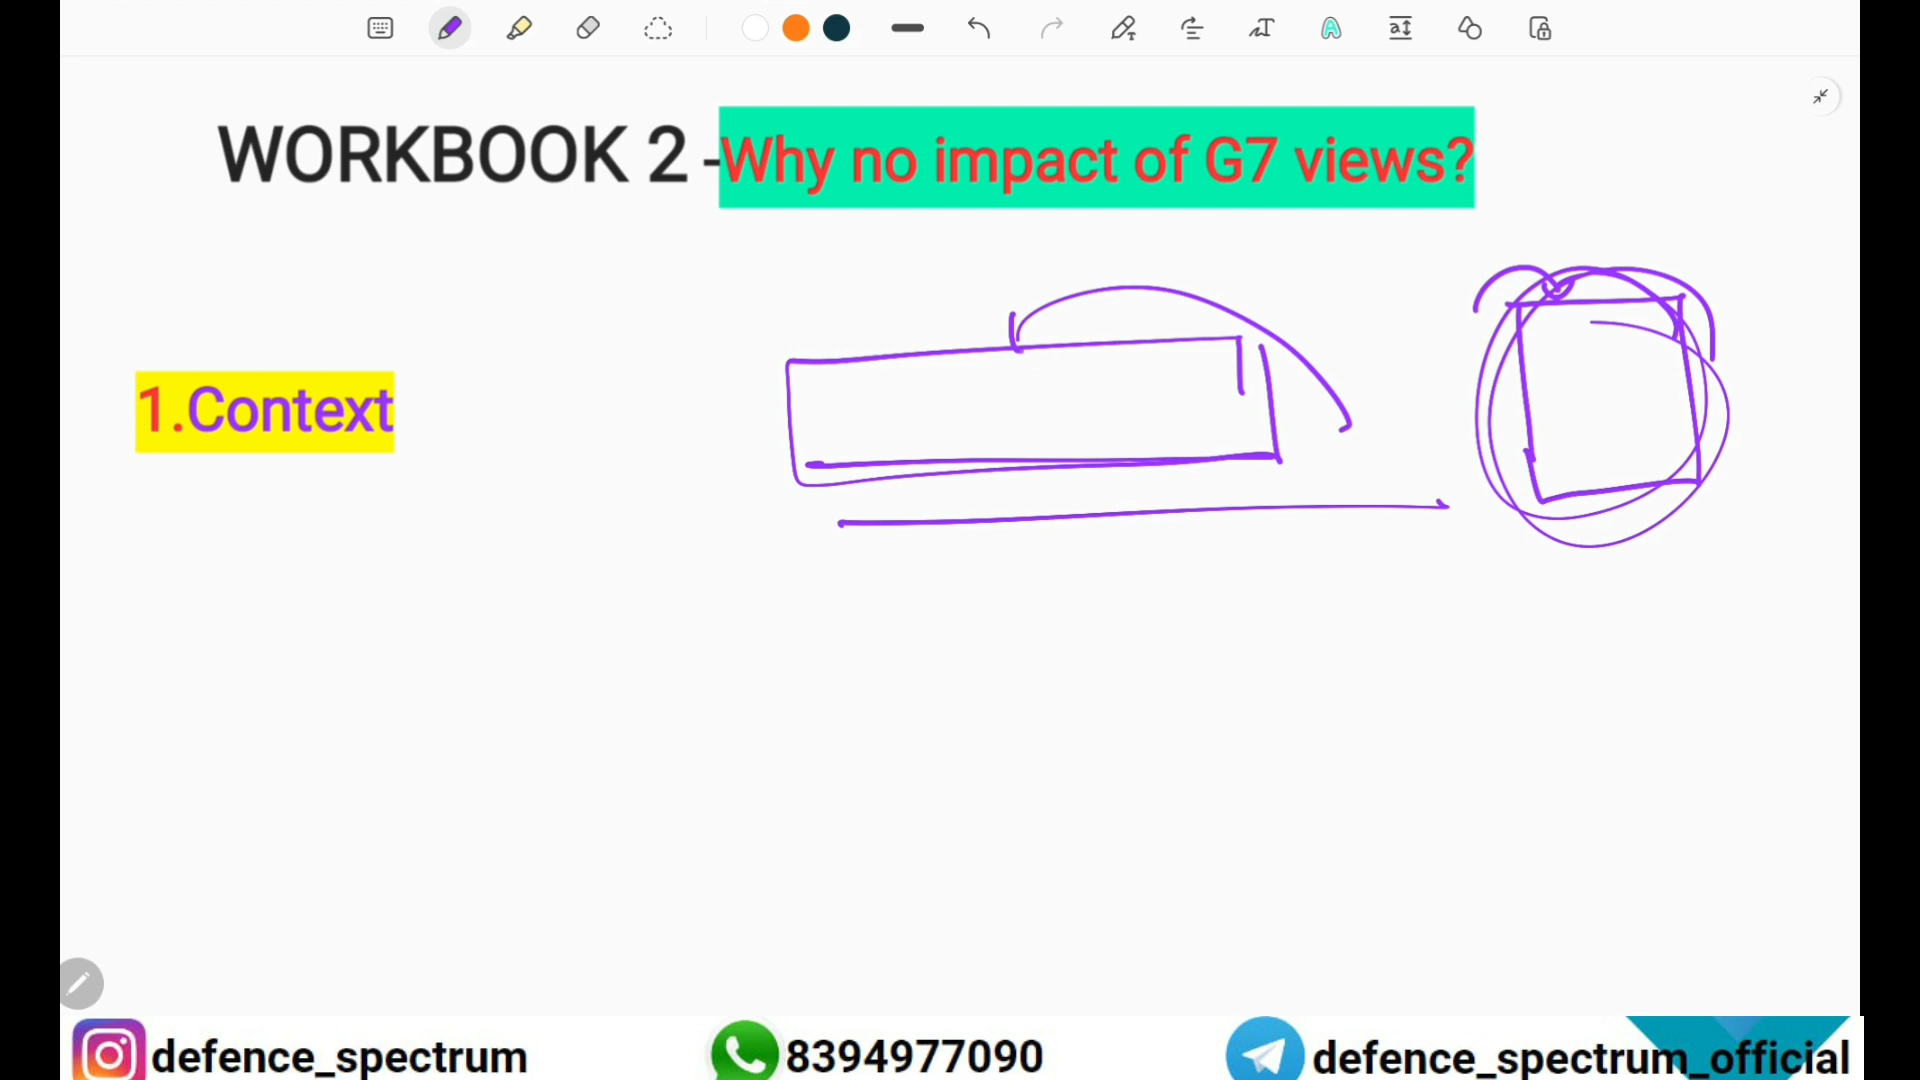 WORKBOOK 2 -Why no impact of G7 views?
1.Context
defence_spectrum
8394977090
defence_spectrum_official